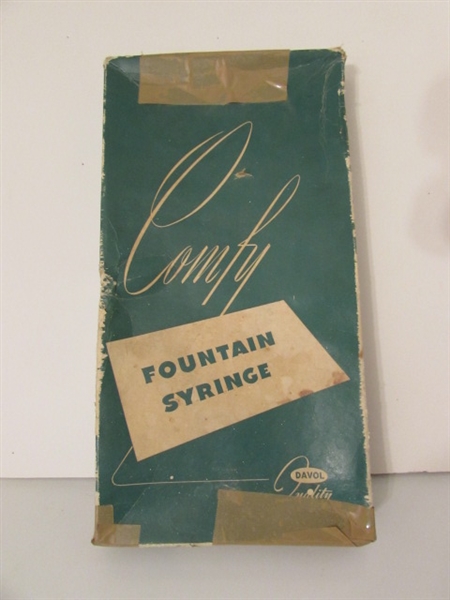 Comfy
FOUNTAIN
SYRINGE
DAVOL
Quality